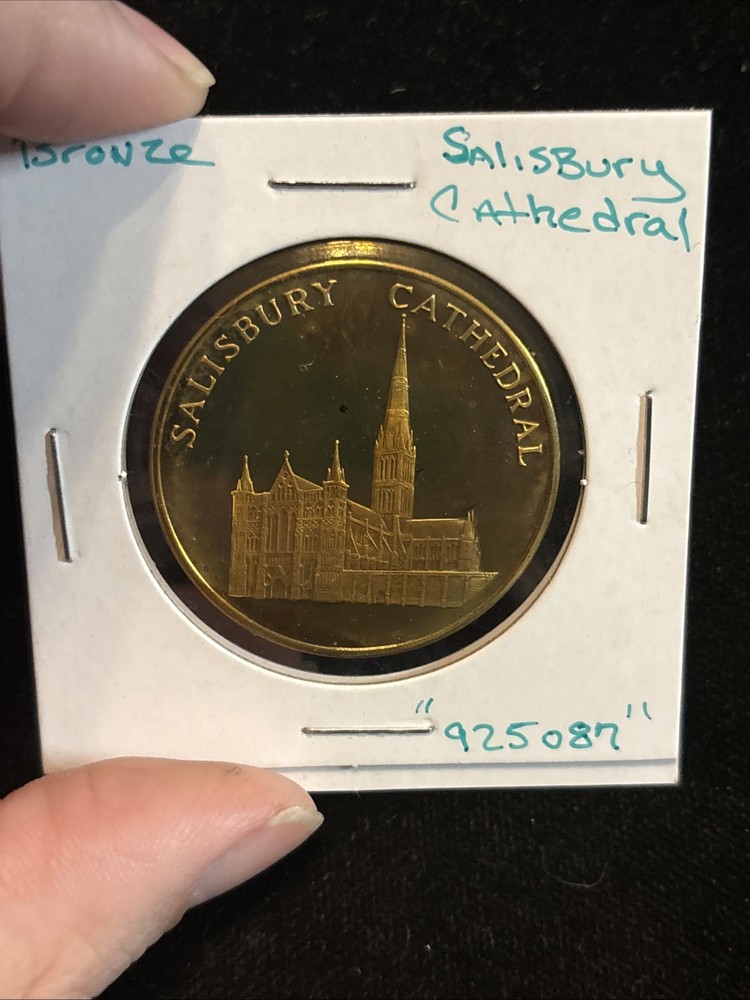 Bronze
Salisbury
Cathedral
SALISBURY CATHEDRAL
"925087"